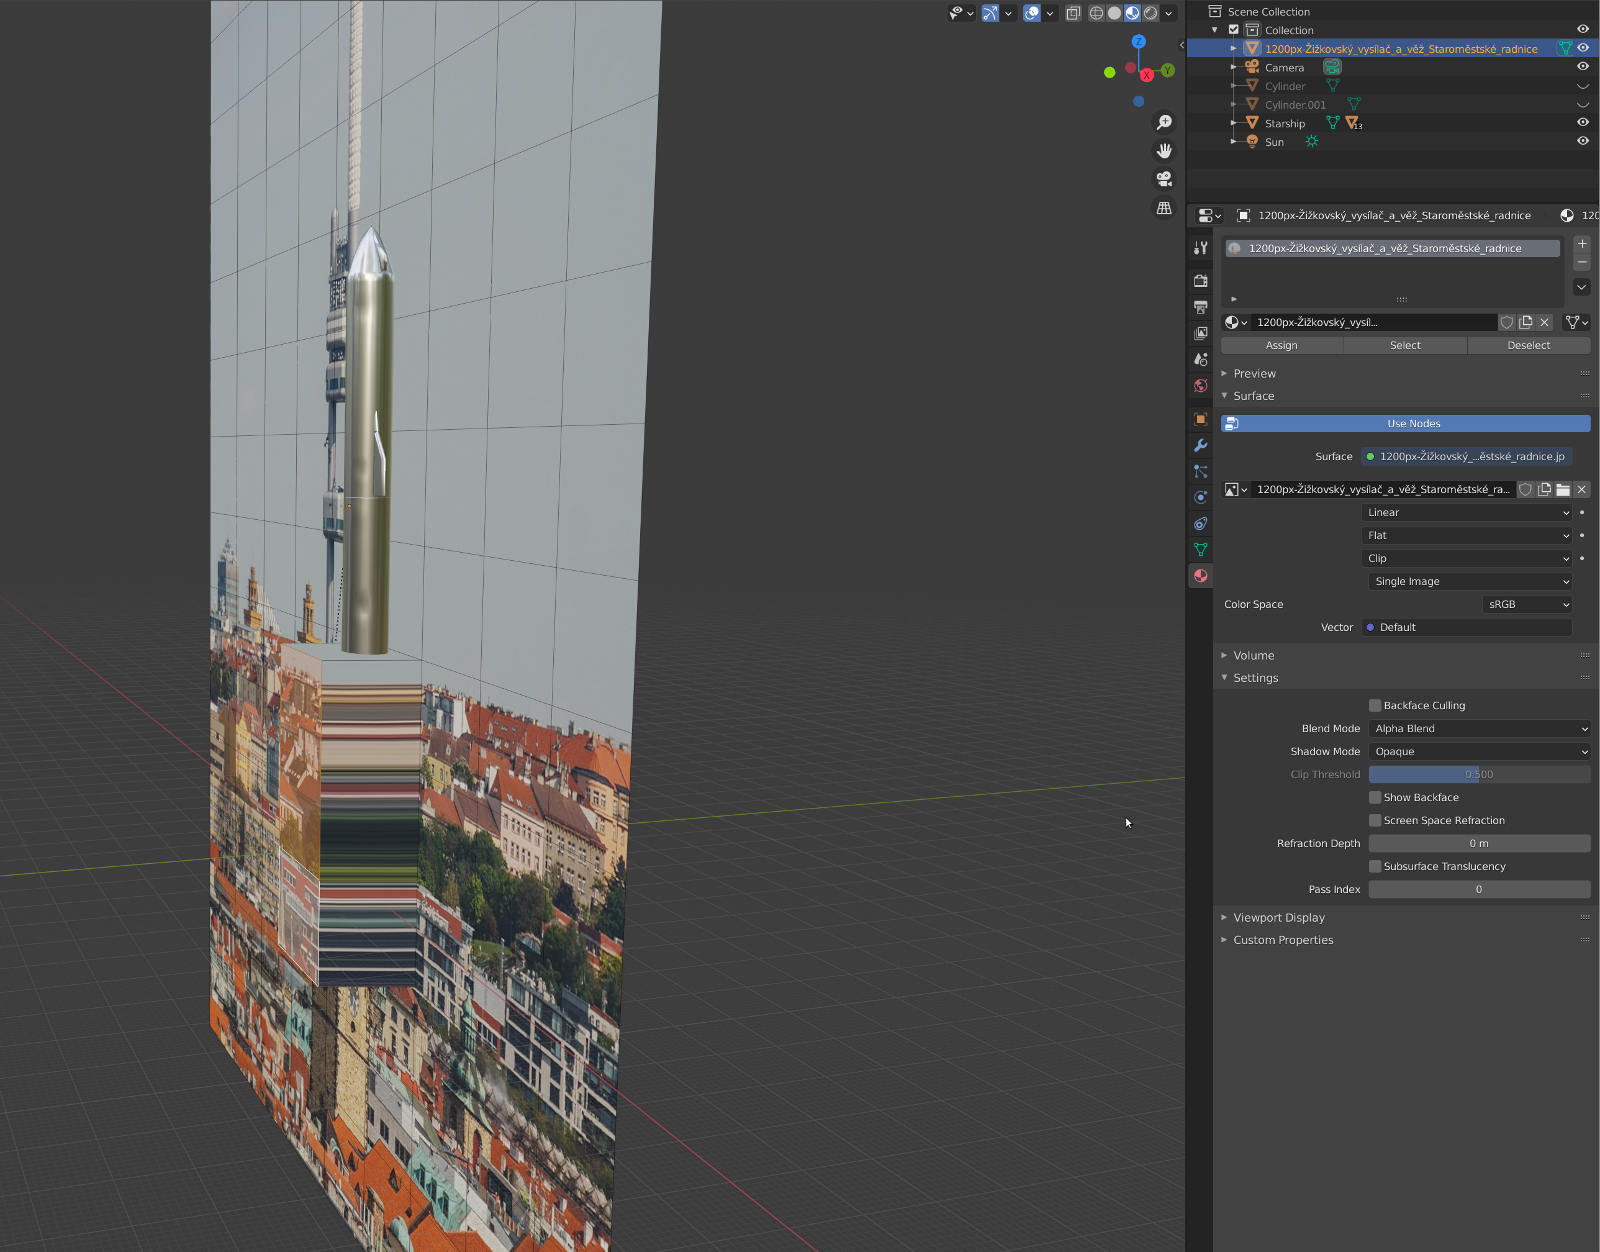 Scene Collection
Collection
1200px-Žižkovský_vysílač_a_věž_Staroměstské_radnice
Camera
Cylinder
Cylinder.001
Starship 13
Sun
1200px-Žižkovský_vysílač_a_věž_Staroměstské_radnice 120
1200px-Žižkovský_vysílač_a_věž_Staroměstské_radnice
1200px-Žižkovský_vysíl...
Assign Select Deselect
Preview
Surface
Use Nodes
Surface 1200px-Žižkovský_...ěstské_radnice.jp
1200px-Žižkovský_vysílač_a_věž_Staroměstské_ra...
Linear
Flat
Clip
Single Image
Color Space sRGB
Vector Default
Volume
Settings
Backface Culling
Blend Mode Alpha Blend
Shadow Mode Opaque
Clip Threshold 0.500
Show Backface
Screen Space Refraction
Refraction Depth 0 m
Subsurface Translucency
Pass Index 0
Viewport Display
Custom Properties
Z
X
Y